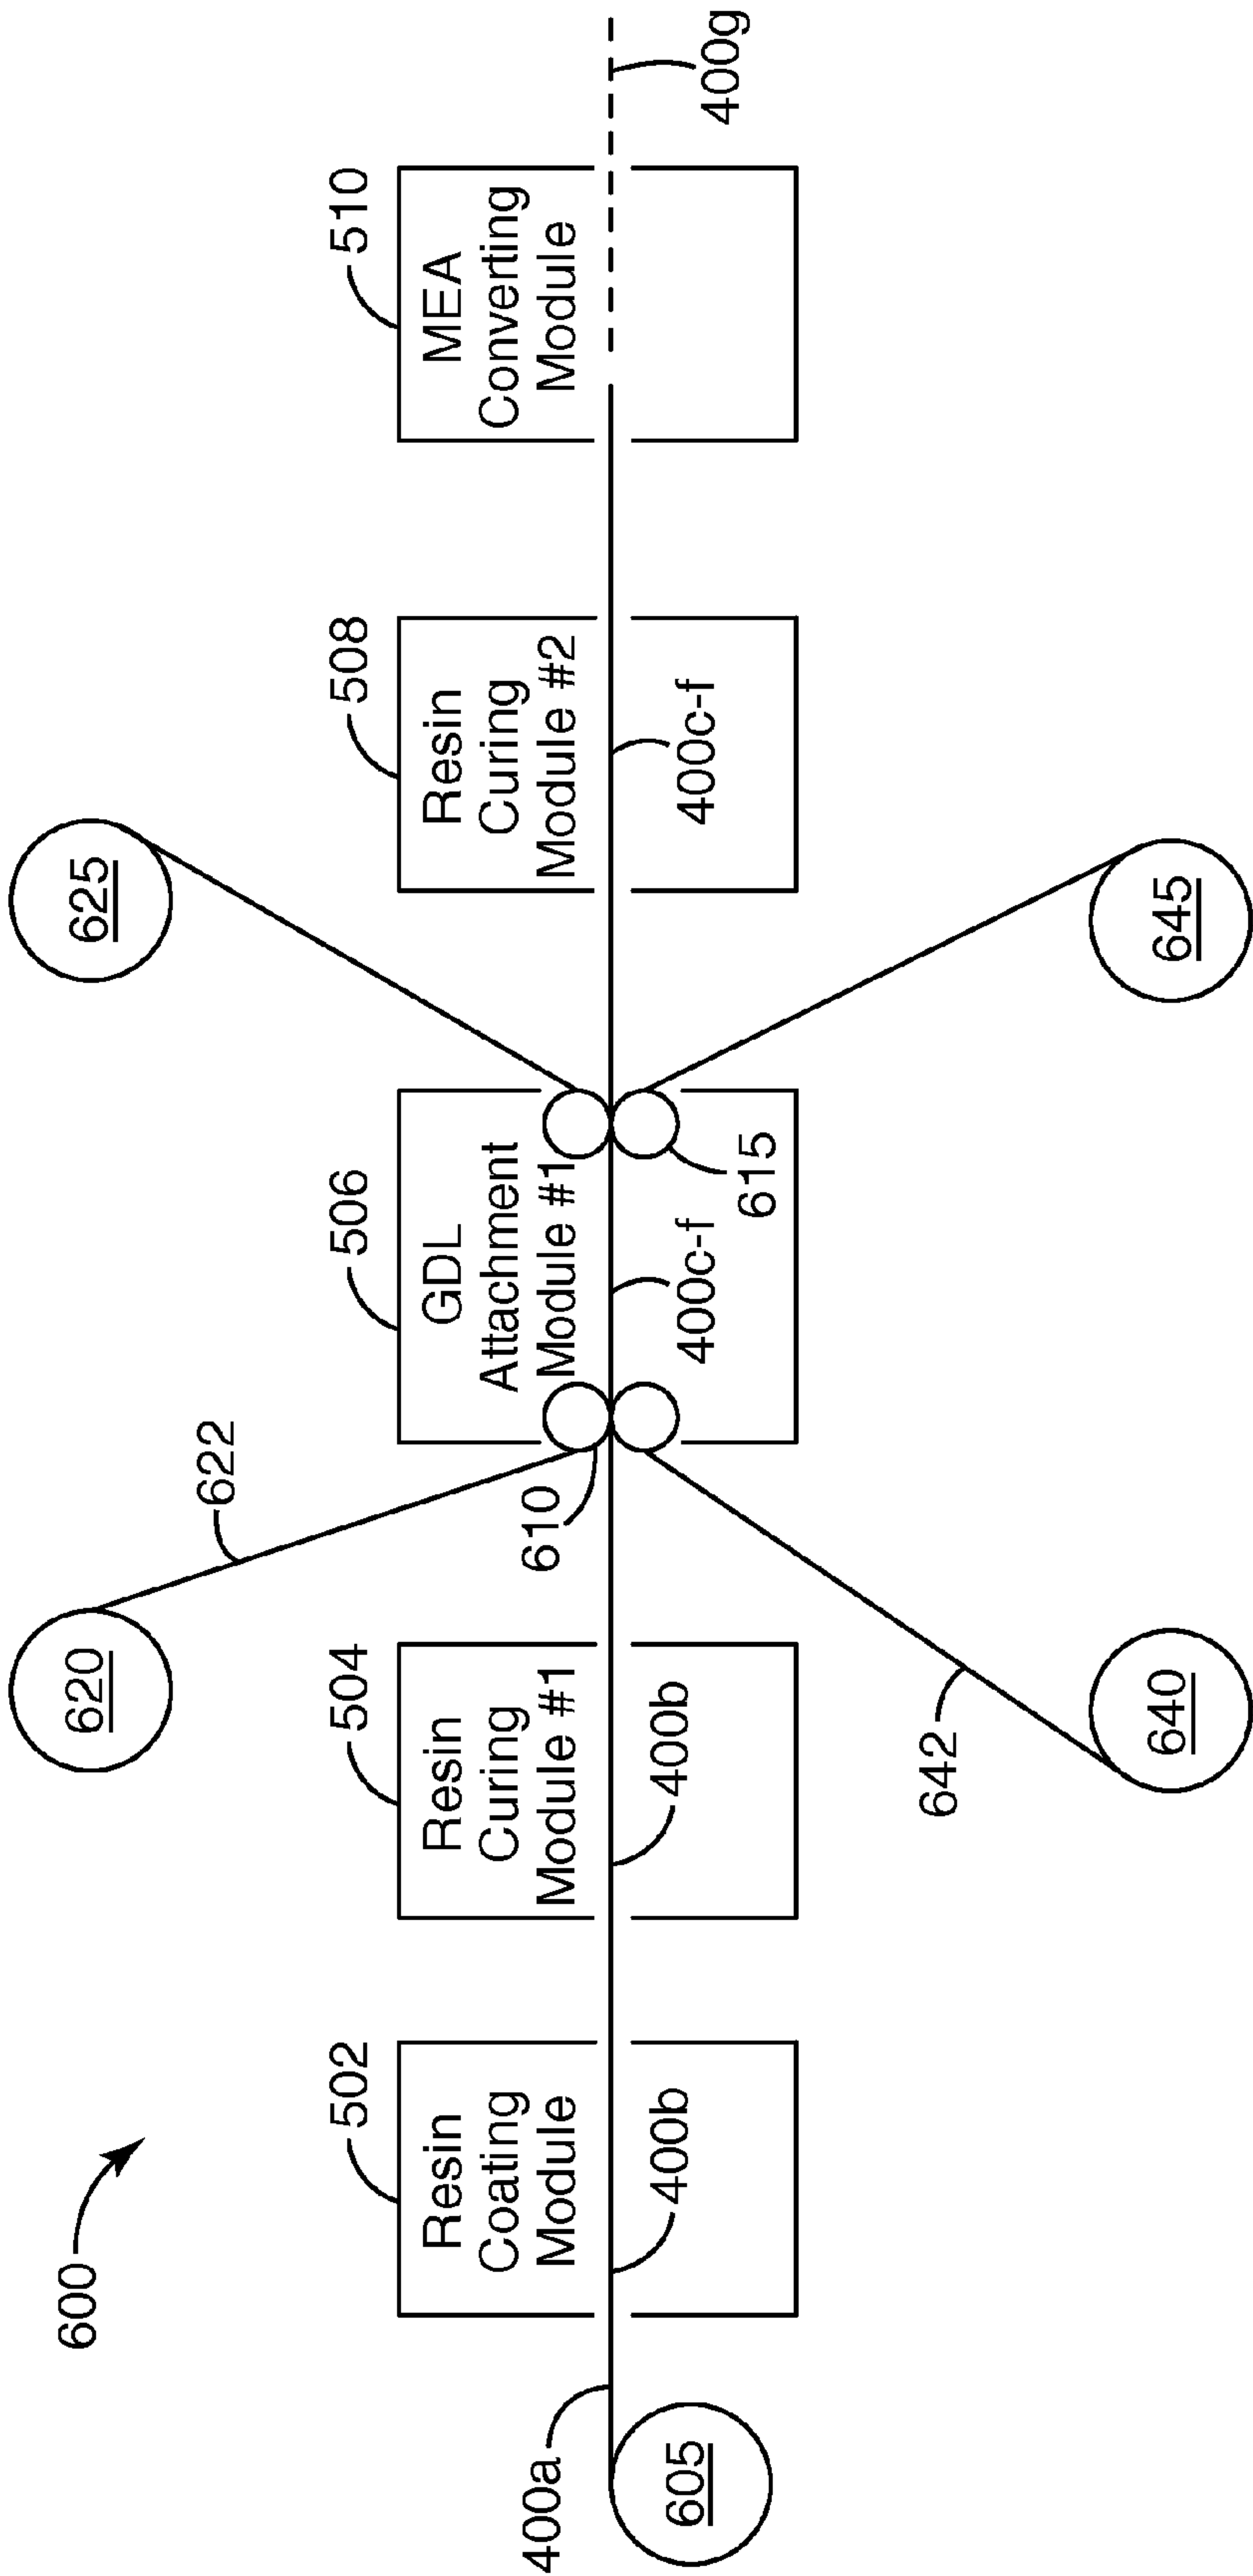 600
502
Resin
Coating
Module
400b
400a
605
504
Resin
Curing
Module #1
400b
620
622
610
642
640
506
GDL
Attachment
Module #1
400c-f
615
625
645
508
Resin
Curing
Module #2
400c-f
510
MEA
Converting
Module
400g